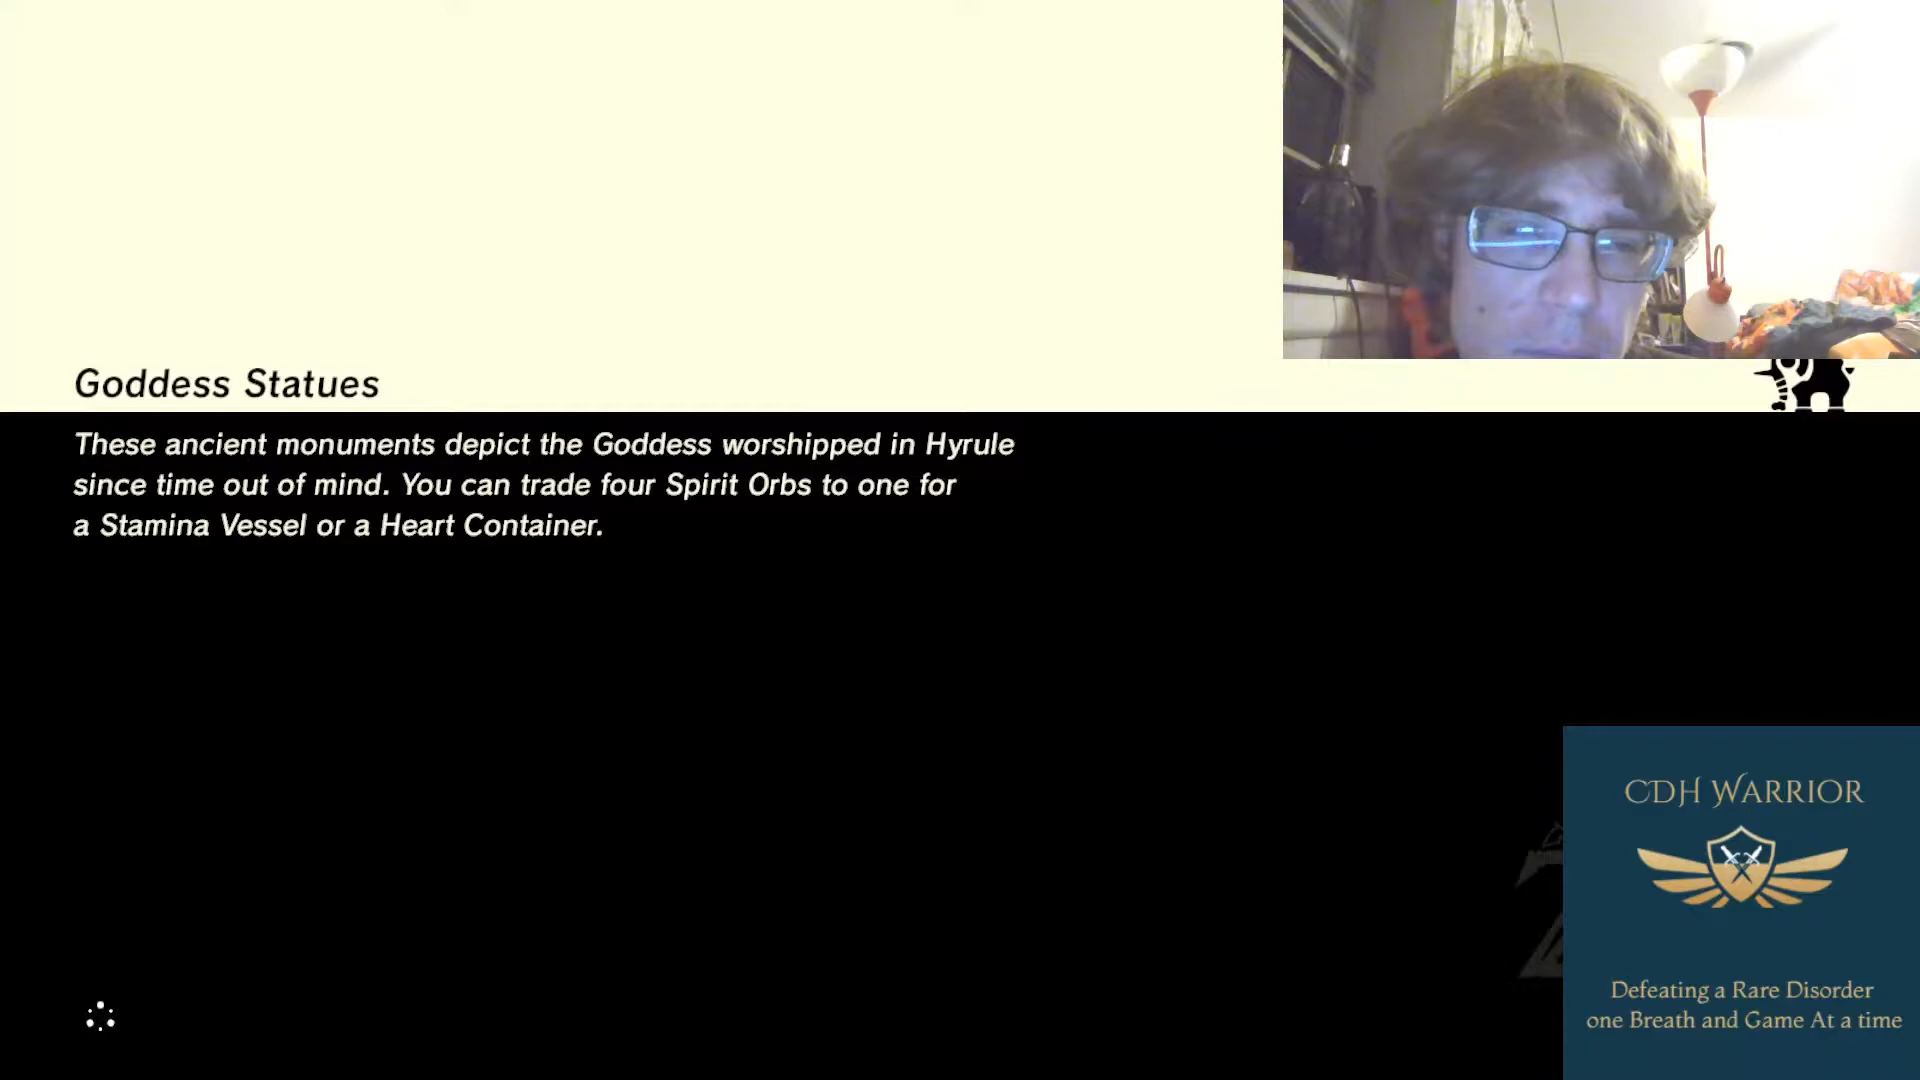 Goddess Statues
These ancient monuments depict the Goddess worshipped in Hyrule
since time out of mind. You can trade four Spirit Orbs to one for
a Stamina Vessel or a Heart Container.
CDH WARRIOR
Defeating a Rare Disorder
one Breath and Game At a time